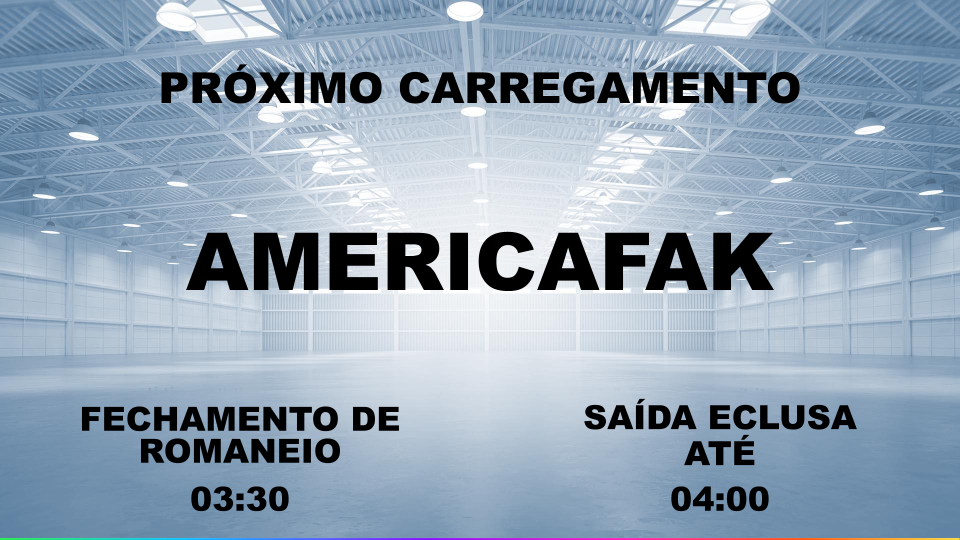 PRÓXIMO CARREGAMENTO
AMERICAFAK
FECHAMENTO DE
ROMANEIO
03:30
SAÍDA ECLUSA
ATÉ
04:00